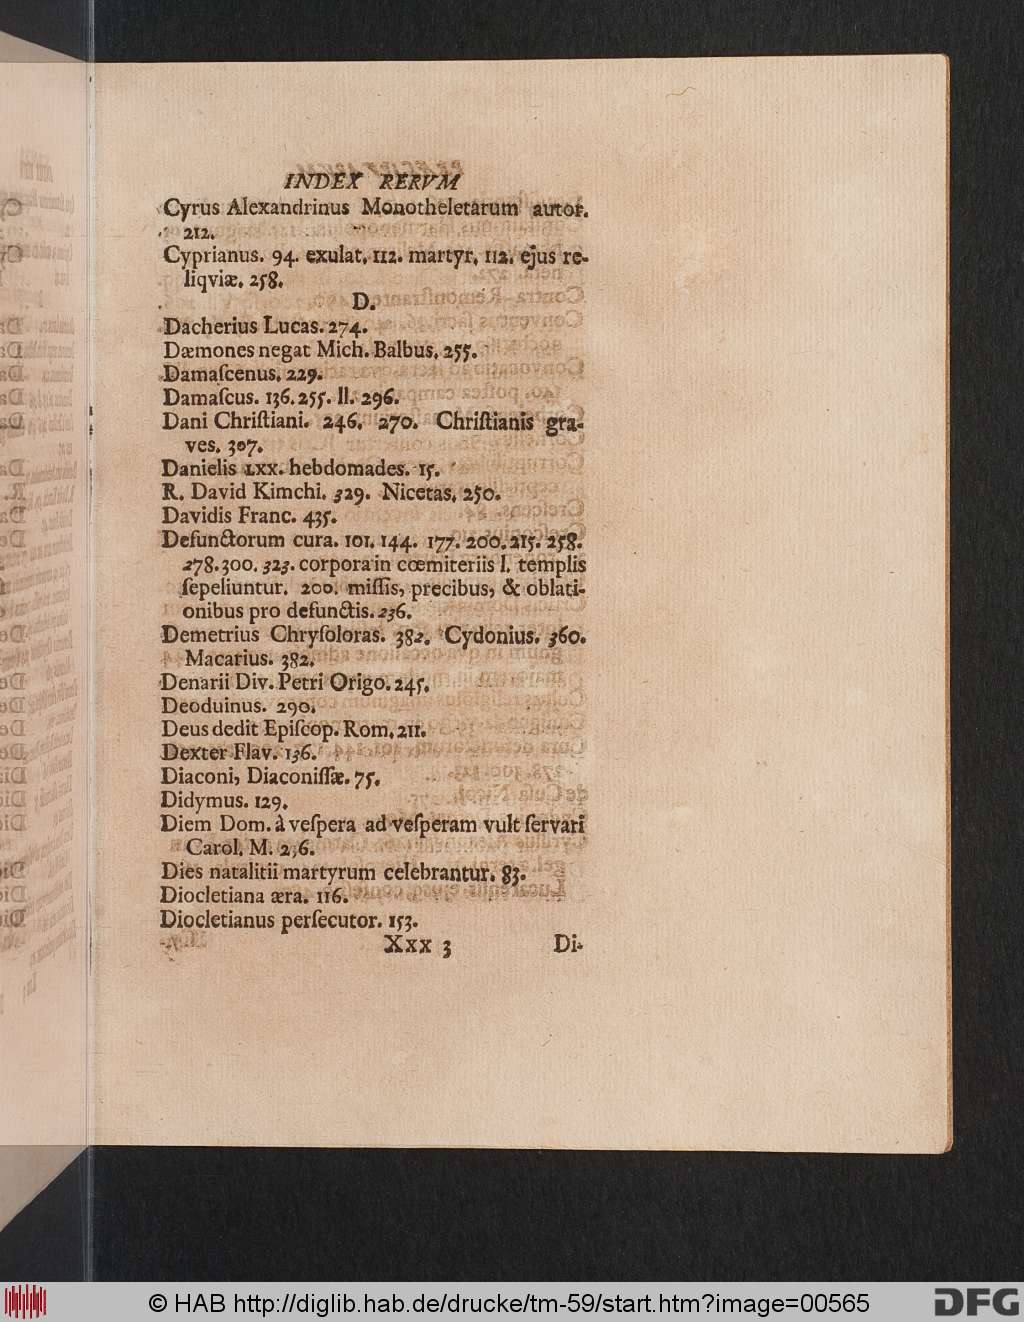 INDEX RERVM
Cyrus Alexandrinus Monotheletarum autor.
212.
Cyprianus. 94. exulat. 112. martyr. 112. ejus re-
liqviæ. 258.
D.
Dacherius Lucas. 274.
Dæmones negat Mich. Balbus. 255.
Damaſcenus. 229.
Damaſcus. 136. 255. ll. 296.
Dani Chriſtiani. 246. 270. Chriſtianis gra-
ves. 307.
Danielis LXX. hebdomades. 15.
R. David Kimchi. 329. Nicetas. 250.
Davidis Franc. 435.
Defunctorum cura. 101. 144. 177. 200. 215. 258.
278. 300. 323. corpora in cœmiteriis l. templis
ſepeliuntur. 200. miſſis, precibus, & oblati-
onibus pro defunctis. 236.
Demetrius Chryſoloras. 382. Cydonius. 360.
Macarius. 382.
Denarii Div. Petri Origo. 245.
Deoduinus. 290.
Deus dedit Epiſcop. Rom. 211.
Dexter Flav. 136.
Diaconi, Diaconiſſæ. 75.
Didymus. 129.
Diem Dom. à veſpera ad veſperam vult ſervari
Carol. M. 236.
Dies natalitii martyrum celebrantur. 83.
Diocletiana æra. 116.
Diocletianus perſecutor. 153.
Xxx 3 Di-
© HAB http://diglib.hab.de/drucke/tm-59/start.htm?image=00565
DFG